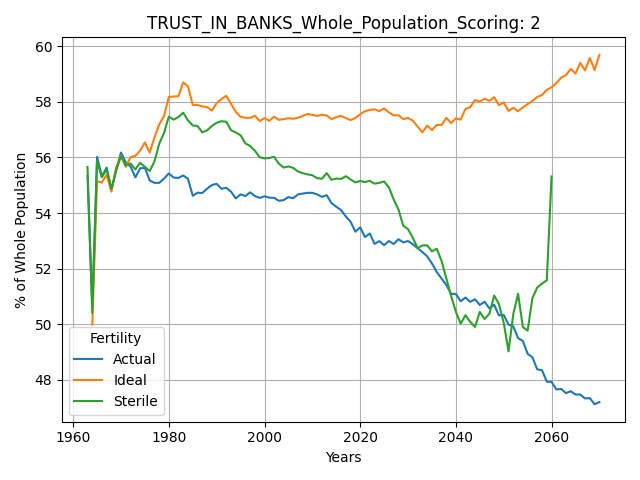 TRUST_IN_BANKS_Whole_Population_Scoring: 2
% of Whole Population
60
58
56
54
52
50
48
Fertility
Actual
Ideal
Sterile
1960
1980
2000
2020
2040
2060
Years